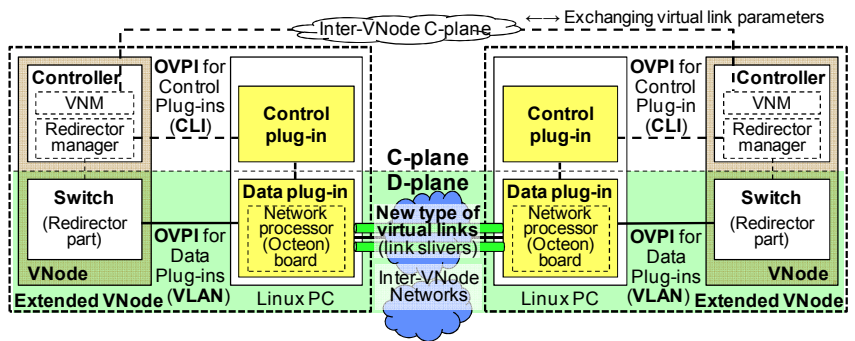 Inter-VNode C-plane
←→ Exchanging virtual link parameters
Controller
VNM
Redirector
manager
OVPI for
Control
Plug-ins
(CLI)
Control
plug-in
C-plane
D-plane
Control
plug-in
OVPI for
Control
Plug-in
(CLI)
Controller
VNM
Redirector
manager
Switch
(Redirector
part)
VNode
Extended VNode
OVPI for
Data
Plug-ins
(VLAN)
Data plug-in
Network
processor
(Octeon)
board
Linux PC
New type of
virtual links
(link slivers)
Inter-VNode
Networks
Data plug-in
Network
processor
(Octeon)
board
Linux PC
OVPI for
Data
Plug-ins
(VLAN)
Switch
(Redirector
part)
VNode
Extended VNode